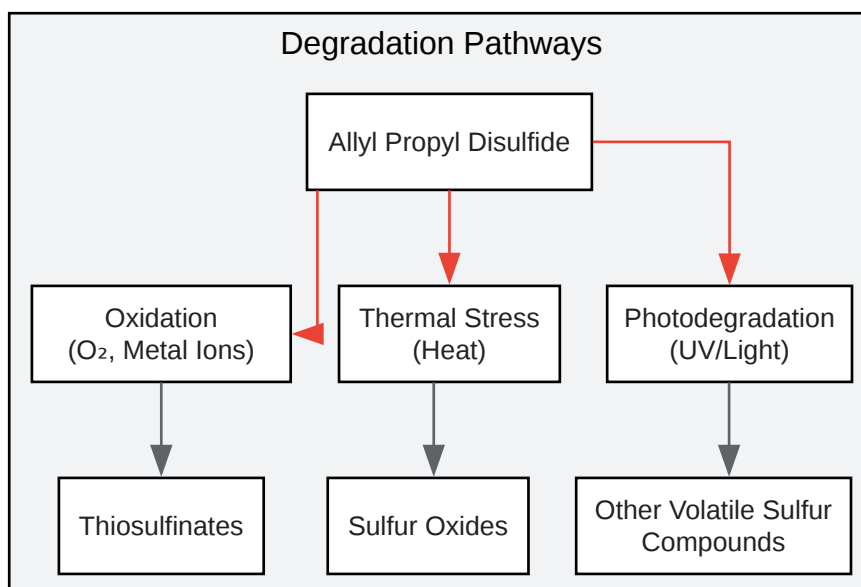 Degradation Pathways
Allyl Propyl Disulfide
Oxidation
(O₂, Metal Ions)
Thermal Stress
(Heat)
Photodegradation
(UV/Light)
Thiosulfinates
Sulfur Oxides
Other Volatile Sulfur
Compounds